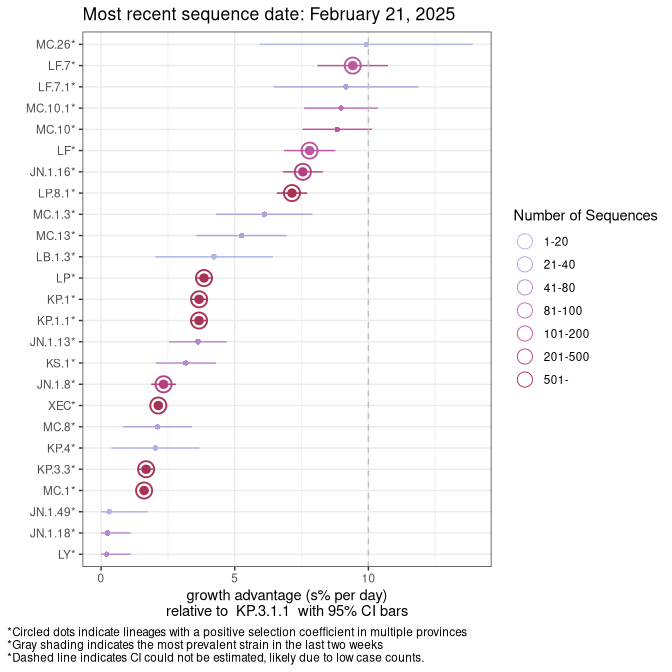 Most recent sequence date: February 21, 2025
MC.26*
LF.7*
LF.7.1*
MC.10.1*
MC.10*
LF*
JN.1.16*
LP.8.1*
MC.1.3*
MC.13*
LB.1.3*
LP*
KP.1*
KP.1.1*
JN.1.13*
KS.1*
JN.1.8*
XEC*
MC.8*
KP.4*
KP.3.3*
MC.1*
JN.1.49*
JN.1.18*
LY*
0 5 10
growth advantage (s% per day)
relative to KP.3.1.1 with 95% CI bars
Number of Sequences
1-20
21-40
41-80
81-100
101-200
201-500
501-
*Circled dots indicate lineages with a positive selection coefficient in multiple provinces
*Gray shading indicates the most prevalent strain in the last two weeks
*Dashed line indicates CI could not be estimated, likely due to low case counts.